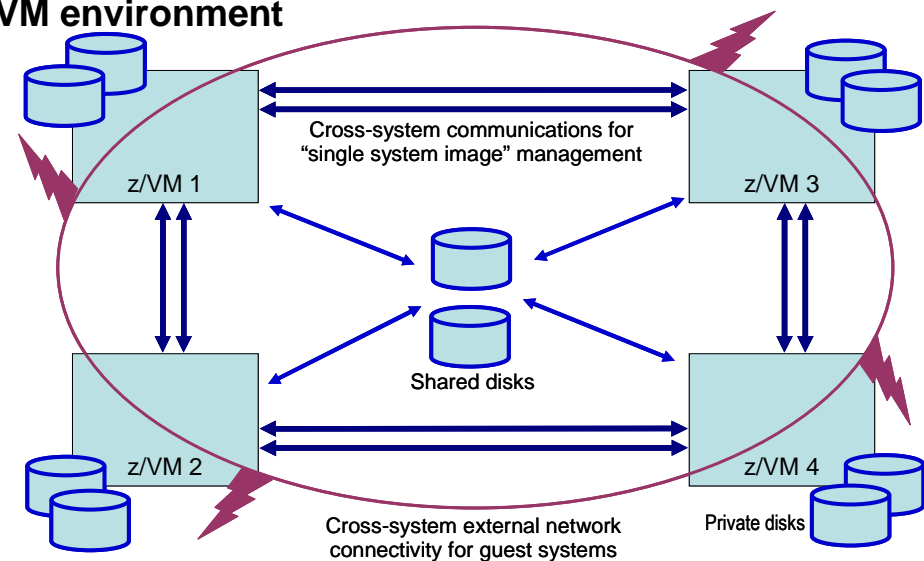 VM environment
Cross-system communications for
“single system image” management
z/VM 1
z/VM 3
Shared disks
z/VM 2
z/VM 4
Private disks
Cross-system external network
connectivity for guest systems